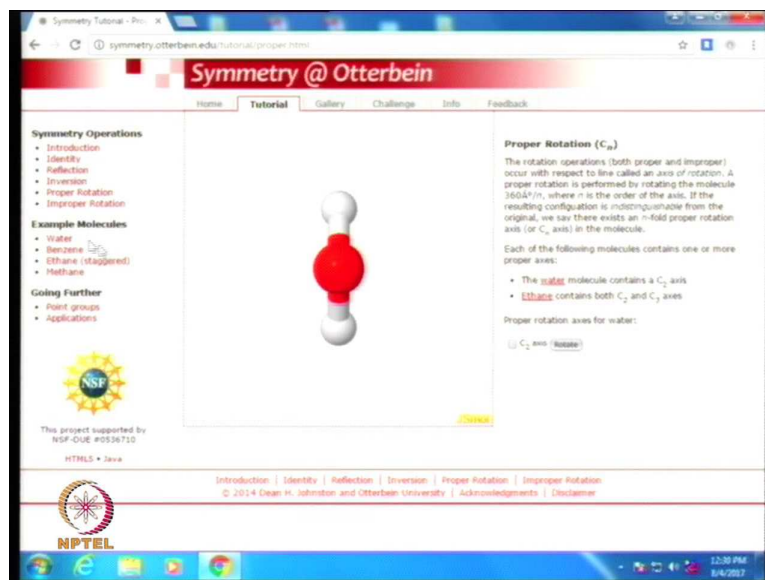 Symmetry Tutorial - Pro
symmetry.otterbein.edu/tutorial/proper.html
Symmetry @ Otterbein
Home Tutorial Gallery Challenge Info Feedback
Symmetry Operations
Introduction
Identity
Reflection
Inversion
Proper Rotation
Improper Rotation
Example Molecules
Water
Benzene
Ethane (staggered)
Methane
Going Further
Point groups
Applications
NSF
This project supported by
NSF-DUE #0536710
HTML5 • Java
Proper Rotation (Cn)
The rotation operations (both proper and improper)
occur with respect to line called an axis of rotation. A
proper rotation is performed by rotating the molecule
360Â°/n, where n is the order of the axis. If the
resulting configuation is indistinguishable from the
original, we say there exists an n-fold proper rotation
axis (or Cn axis) in the molecule.
Each of the following molecules contains one or more
proper axes:
The water molecule contains a C2 axis
Ethane contains both C2 and C3 axes
Proper rotation axes for water:
C2 axis Rotate
JSmol
Introduction | Identity | Reflection | Inversion | Proper Rotation | Improper Rotation
© 2014 Dean H. Johnston and Otterbein University | Acknowledgments | Disclaimer
NPTEL
12:30 PM
8/4/2017